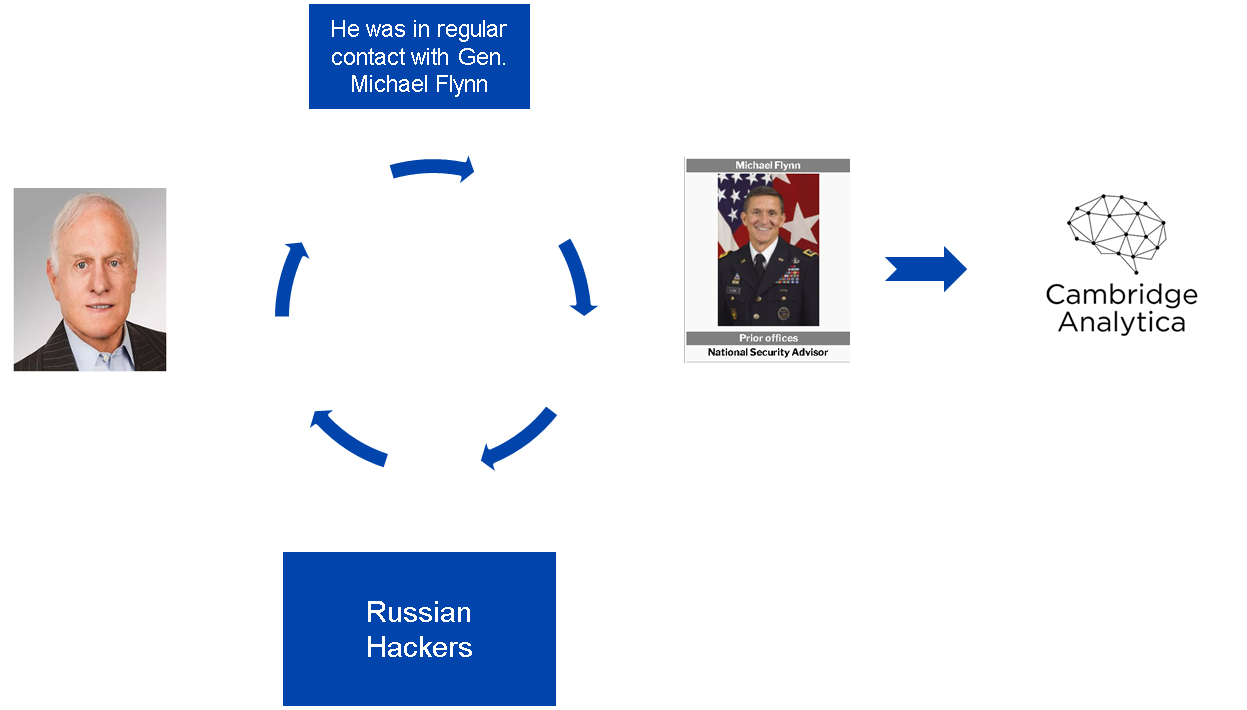 He was in regular
contact with Gen.
Michael Flynn
Michael Flynn
Prior offices
National Security Advisor
Cambridge
Analytica
Russian
Hackers